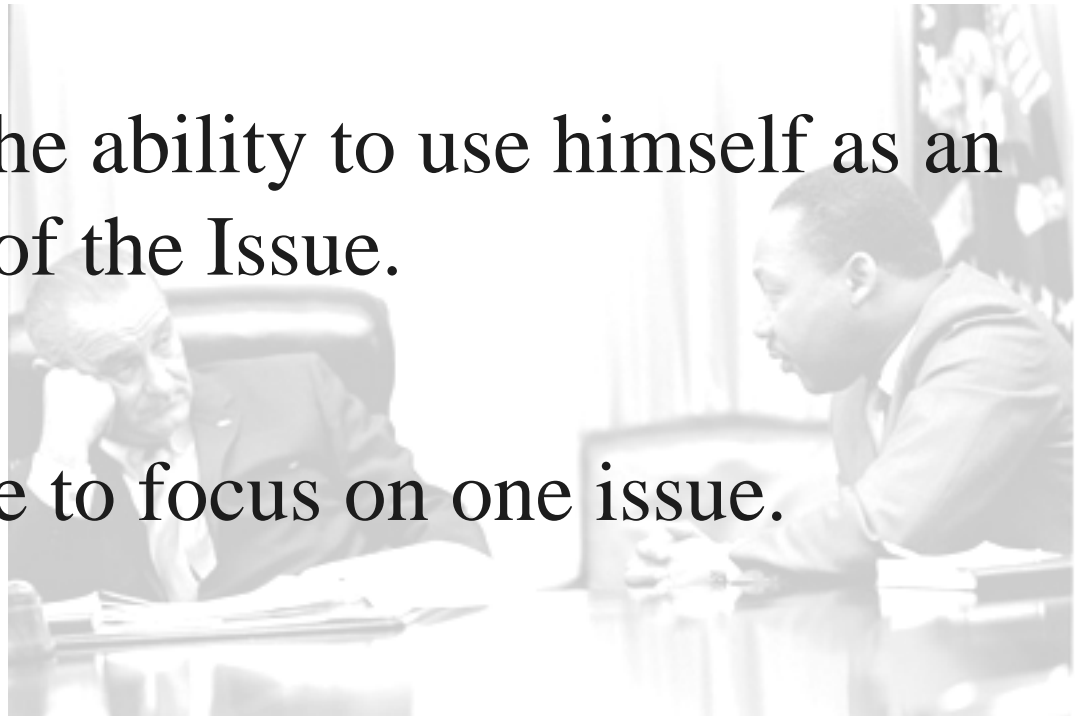 he ability to use himself as an
of the Issue.
e to focus on one issue.